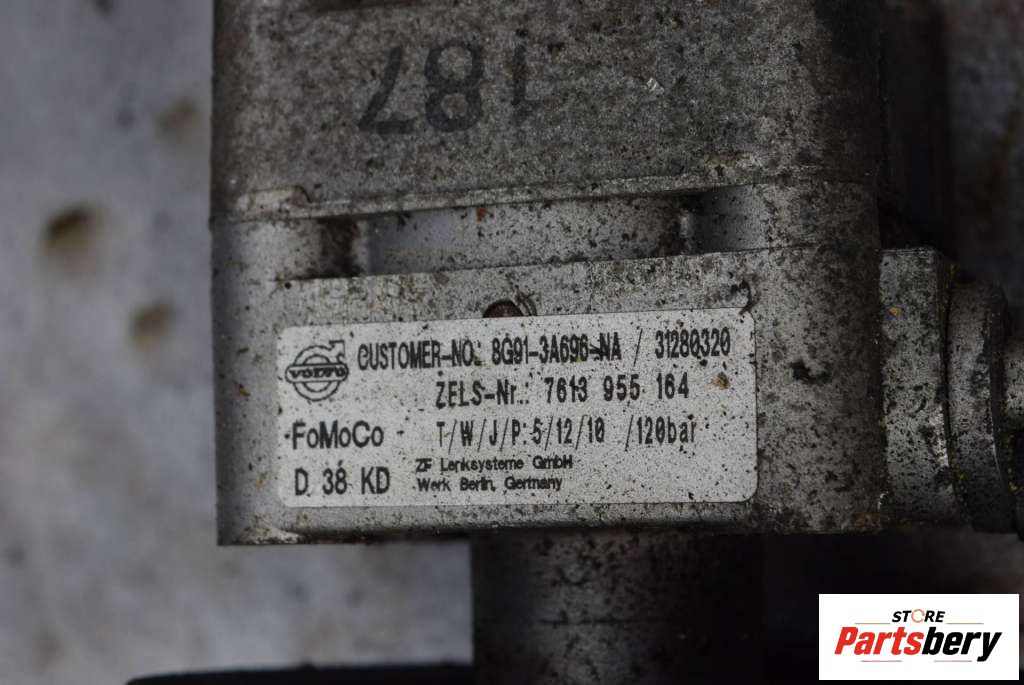 187
VOLVO
CUSTOMER-NO.: 8G91-3A696-NA / 31280320
ZELS-Nr.: 7613 955 164
FoMoCo T/W/J/P: 5/12/10 /120bar
D 38 KD ZF Lenksysteme GmbH
Werk Berlin, Germany
STORE
Partsbery